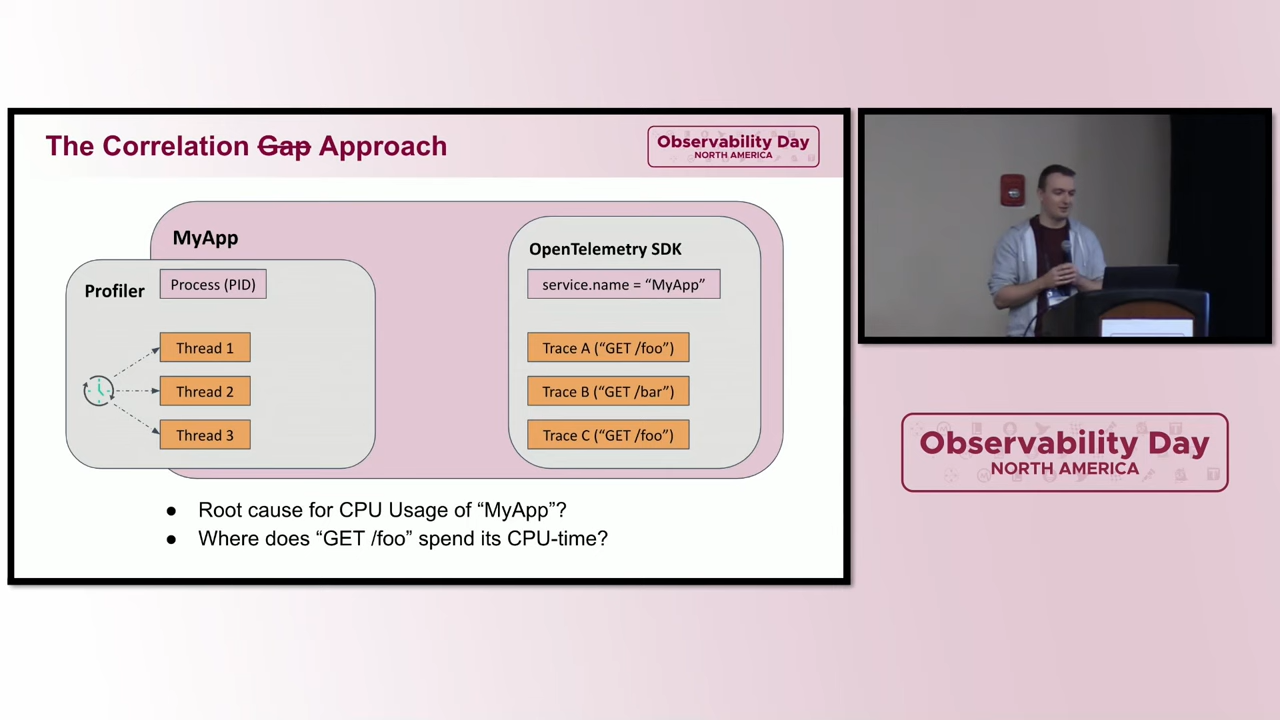 The Correlation Gap Approach
Observability Day
NORTH AMERICA
MyApp
Profiler
Process (PID)
Thread 1
Thread 2
Thread 3
OpenTelemetry SDK
service.name = “MyApp”
Trace A (“GET /foo”)
Trace B (“GET /bar”)
Trace C (“GET /foo”)
● Root cause for CPU Usage of “MyApp”?
● Where does “GET /foo” spend its CPU-time?
Observability Day
NORTH AMERICA